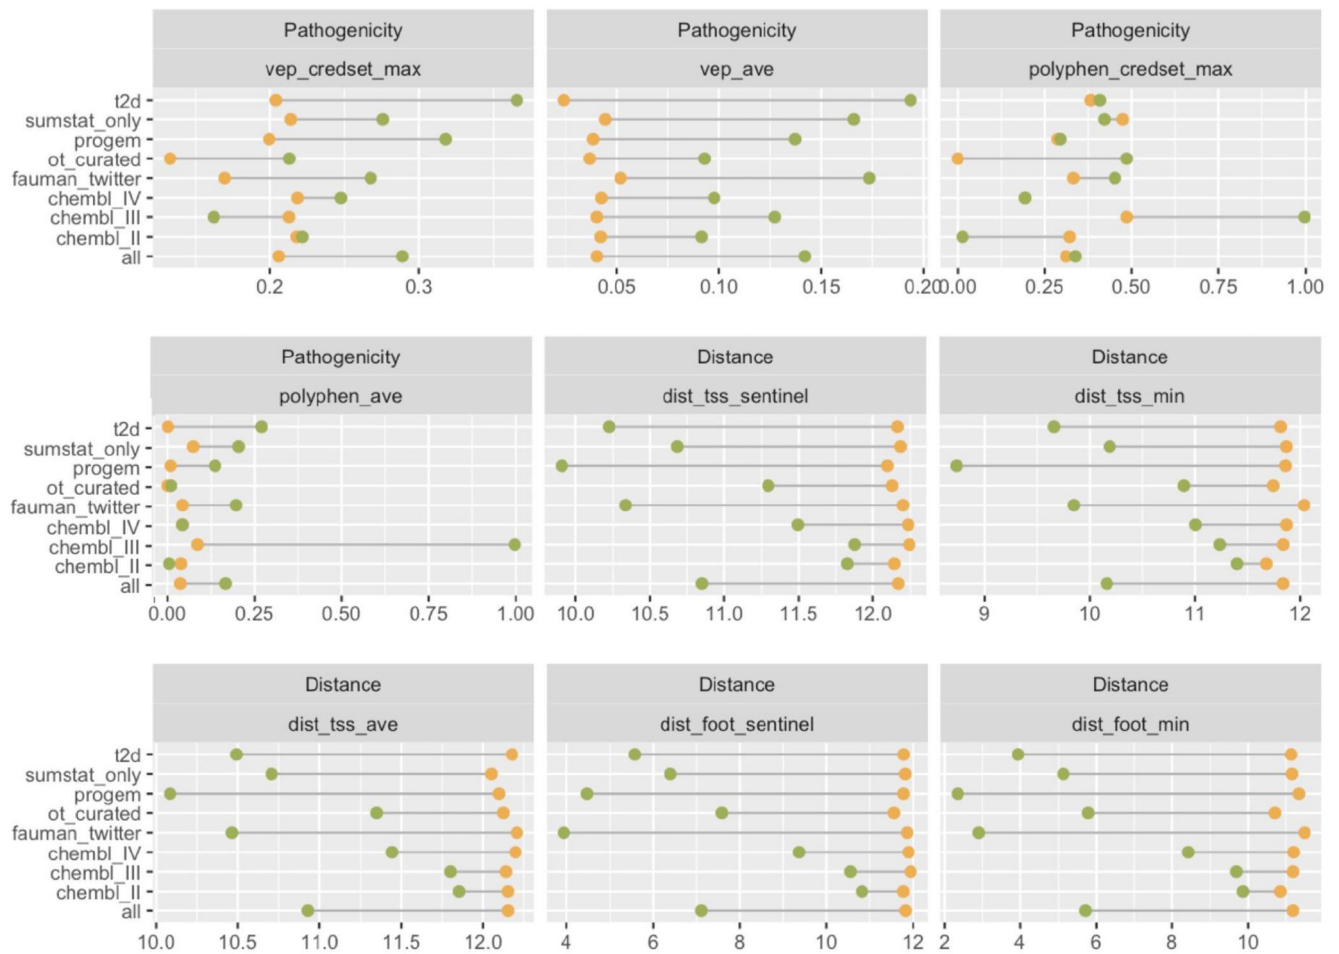 Pathogenicity Pathogenicity Pathogenicity
vep_credset_max vep_ave polyphen_credset_max
t2d
sumstat_only
progem
ot_curated
fauman_twitter
chembl_IV
chembl_III
chembl_II
all
0.2 0.3 0.05 0.10 0.15 0.20 0.00 0.25 0.50 0.75 1.00
Pathogenicity Distance Distance
polyphen_ave dist_tss_sentinel dist_tss_min
t2d
sumstat_only
progem
ot_curated
fauman_twitter
chembl_IV
chembl_III
chembl_II
all
0.00 0.25 0.50 0.75 1.00 10.0 10.5 11.0 11.5 12.0 9 10 11 12
Distance Distance Distance
dist_tss_ave dist_foot_sentinel dist_foot_min
t2d
sumstat_only
progem
ot_curated
fauman_twitter
chembl_IV
chembl_III
chembl_II
all
10.0 10.5 11.0 11.5 12.0 4 6 8 10 12 2 4 6 8 10